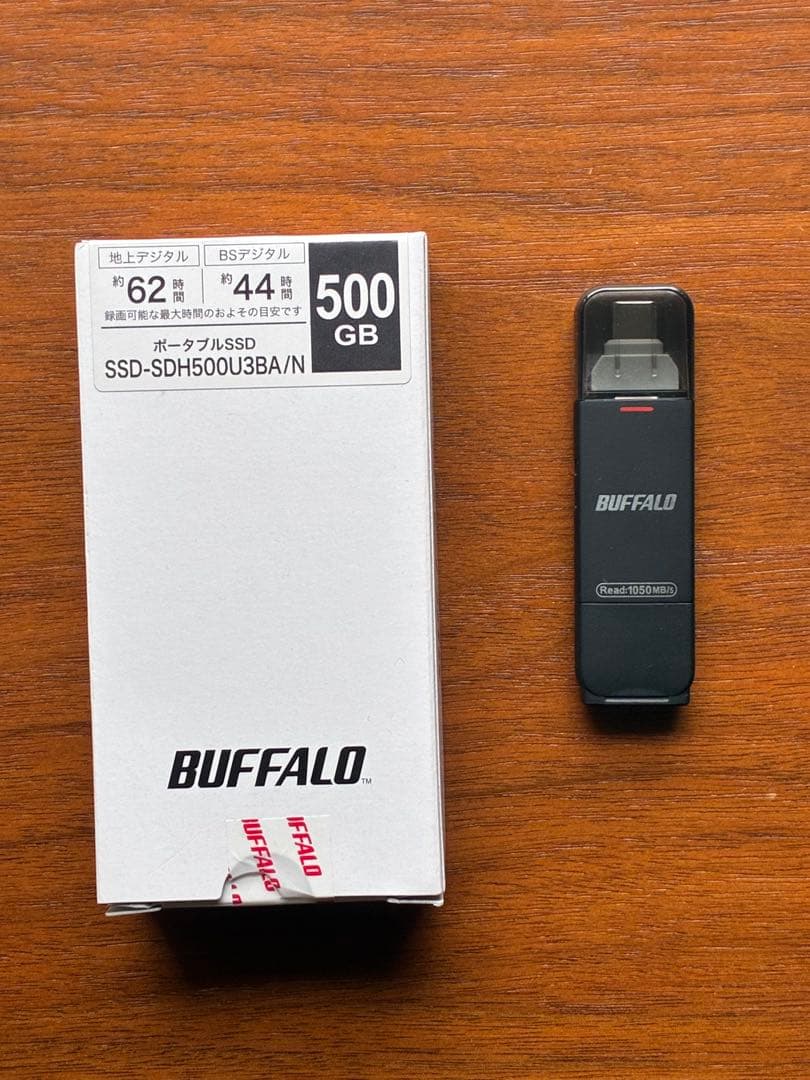 地上デジタル BSデジタル
約62時間 約44時間
録画可能な最大時間のおよその目安です
500
GB
ポータブルSSD
SSD-SDH500U3BA/N
BUFFALO™
BUFFALO
BUFFALO
Read:1050MB/s